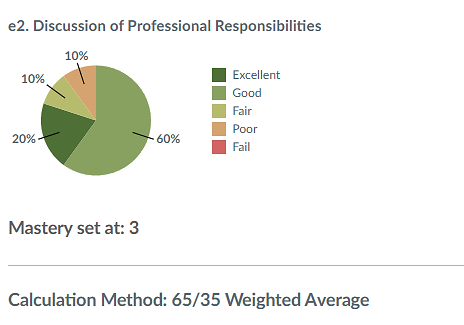 e2. Discussion of Professional Responsibilities
10%
10%
20%
60%
Excellent
Good
Fair
Poor
Fail
Mastery set at: 3
Calculation Method: 65/35 Weighted Average